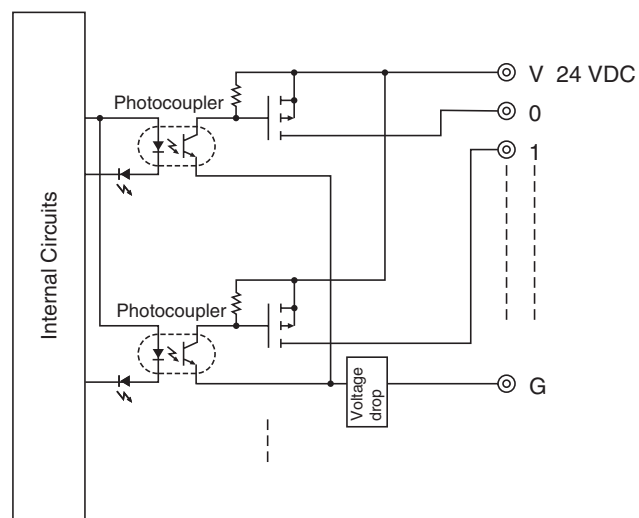 V 24 VDC
Photocoupler
0
1
Internal Circuits
Photocoupler
Voltage
drop
G